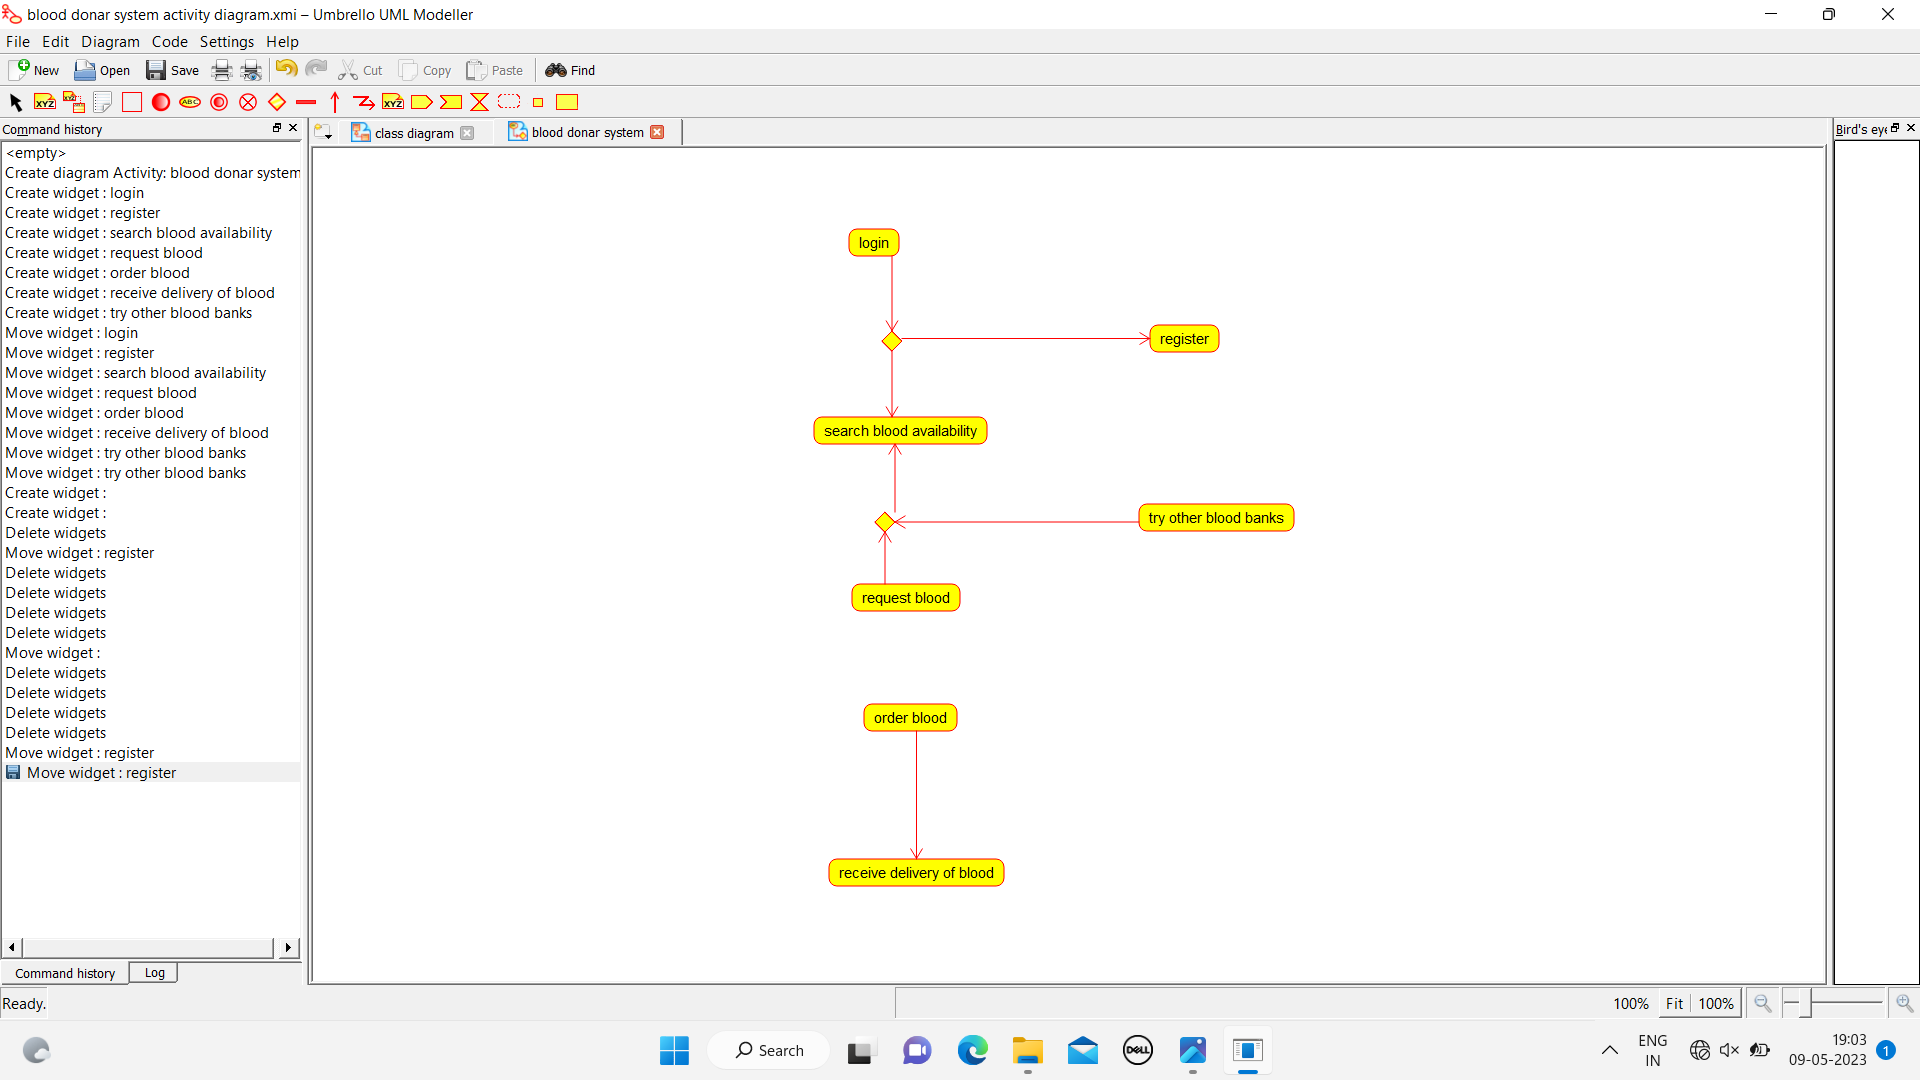 blood donar system activity diagram.xmi – Umbrello UML Modeller
File Edit Diagram Code Settings Help
New Open Save Cut Copy Paste Find
XYZ XYZ ABC XYZ
Command history
class diagram
blood donar system
Bird's eye
<empty>
Create diagram Activity: blood donar system
Create widget : login
Create widget : register
Create widget : search blood availability
Create widget : request blood
Create widget : order blood
Create widget : receive delivery of blood
Create widget : try other blood banks
Move widget : login
Move widget : register
Move widget : search blood availability
Move widget : request blood
Move widget : order blood
Move widget : receive delivery of blood
Move widget : try other blood banks
Move widget : try other blood banks
Create widget :
Create widget :
Delete widgets
Move widget : register
Delete widgets
Delete widgets
Delete widgets
Delete widgets
Move widget :
Delete widgets
Delete widgets
Delete widgets
Delete widgets
Move widget : register
Move widget : register
Command history Log
login
register
search blood availability
try other blood banks
request blood
order blood
receive delivery of blood
Ready.
100% Fit 100%
Search
DELL
ENG
IN
19:03
09-05-2023
1